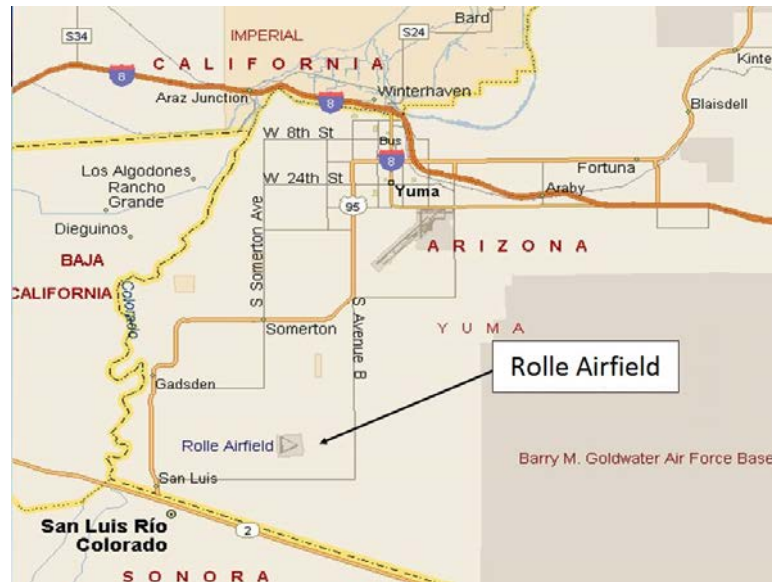 Bard
S34
IMPERIAL
S24
CALIFORNIA
Kinte
8
Araz Junction
8
Winterhaven
Blaisdell
W 8th St
Bus
8
Fortuna
Los Algodones
Rancho
Grande
W 24th St
Yuma
Araby
95
Dieguinos
ARIZONA
BAJA
CALIFORNIA
Colorado
S Somerton Ave
Somerton
S Avenue B
YUMA
Rolle Airfield
Gadsden
Rolle Airfield
Barry M. Goldwater Air Force Base
San Luis
San Luis Río
Colorado
2
SONORA